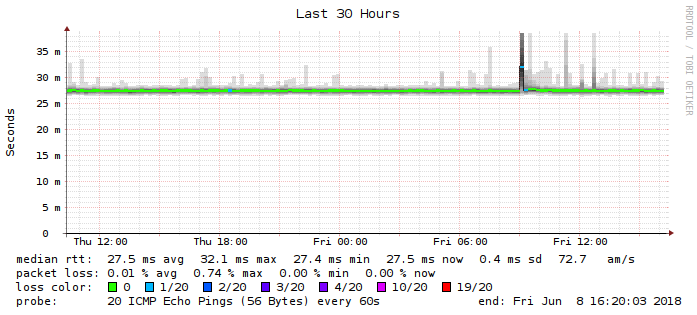 Last 30 Hours
RRDTOOL / TOBI OETIKER
Seconds
35 m
30 m
25 m
20 m
15 m
10 m
5 m
0
Thu 12:00 Thu 18:00 Fri 00:00 Fri 06:00 Fri 12:00
median rtt: 27.5 ms avg 32.1 ms max 27.4 ms min 27.5 ms now 0.4 ms sd 72.7 am/s
packet loss: 0.01 % avg 0.74 % max 0.00 % min 0.00 % now
loss color: 0 1/20 2/20 3/20 4/20 10/20 19/20
probe: 20 ICMP Echo Pings (56 Bytes) every 60s end: Fri Jun 8 16:20:03 2018